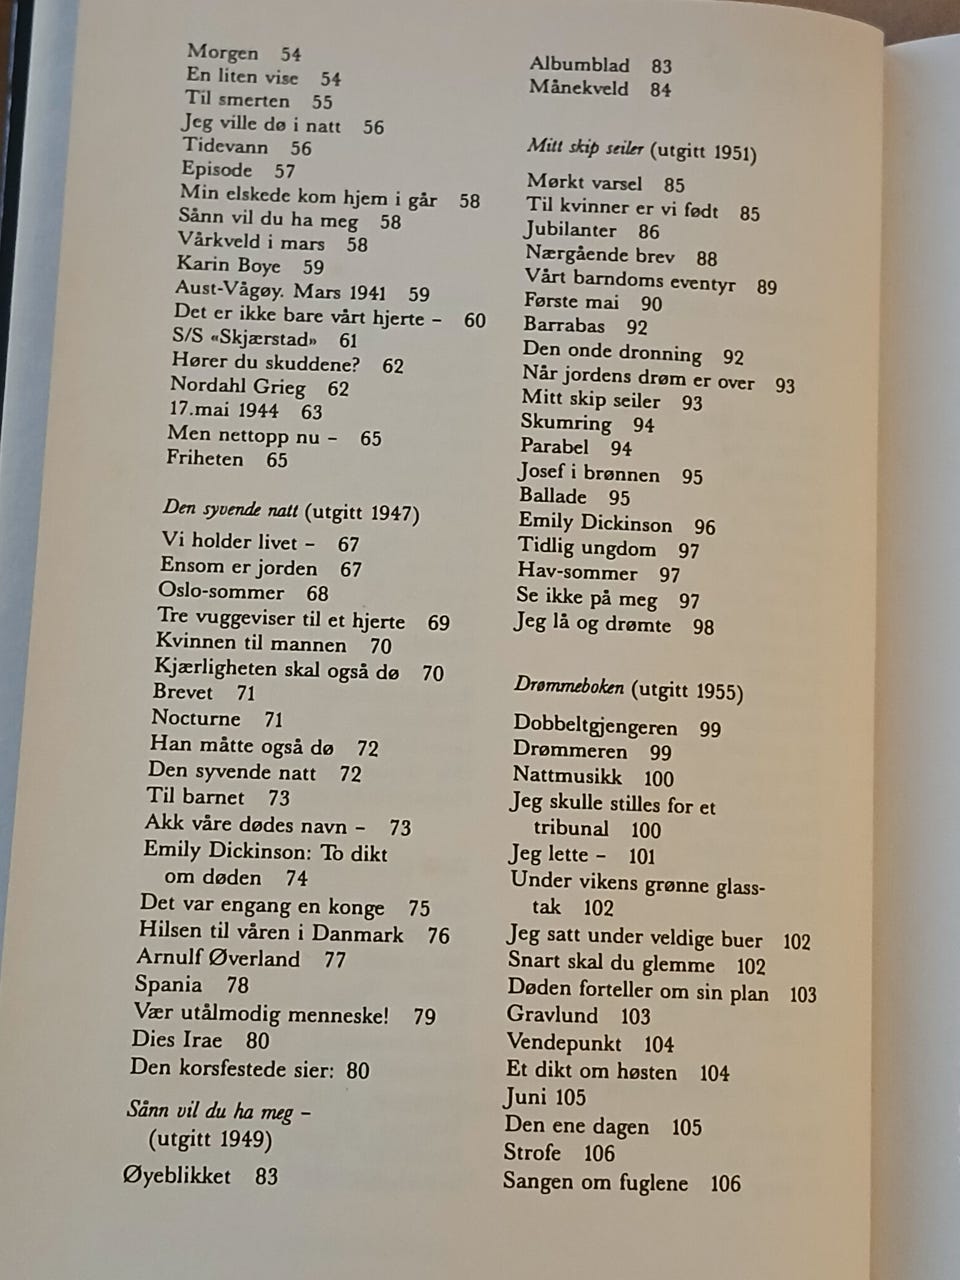 Morgen 54
En liten vise 54
Til smerten 55
Jeg ville dø i natt 56
Tidevann 56
Episode 57
Min elskede kom hjem i går 58
Sånn vil du ha meg 58
Vårkveld i mars 58
Karin Boye 59
Aust-Vågøy. Mars 1941 59
Det er ikke bare vårt hjerte – 60
S/S «Skjærstad» 61
Hører du skuddene? 62
Nordahl Grieg 62
17.mai 1944 63
Men nettopp nu – 65
Friheten 65
Den syvende natt (utgitt 1947)
Vi holder livet – 67
Ensom er jorden 67
Oslo-sommer 68
Tre vuggeviser til et hjerte 69
Kvinnen til mannen 70
Kjærligheten skal også dø 70
Brevet 71
Nocturne 71
Han måtte også dø 72
Den syvende natt 72
Til barnet 73
Akk våre dødes navn – 73
Emily Dickinson: To dikt
om døden 74
Det var engang en konge 75
Hilsen til våren i Danmark 76
Arnulf Øverland 77
Spania 78
Vær utålmodig menneske! 79
Dies Irae 80
Den korsfestede sier: 80
Sånn vil du ha meg –
(utgitt 1949)
Øyeblikket 83
Albumblad 83
Månekveld 84
Mitt skip seiler (utgitt 1951)
Mørkt varsel 85
Til kvinner er vi født 85
Jubilanter 86
Nærgående brev 88
Vårt barndoms eventyr 89
Første mai 90
Barrabas 92
Den onde dronning 92
Når jordens drøm er over 93
Mitt skip seiler 93
Skumring 94
Parabel 94
Josef i brønnen 95
Ballade 95
Emily Dickinson 96
Tidlig ungdom 97
Hav-sommer 97
Se ikke på meg 97
Jeg lå og drømte 98
Drømmeboken (utgitt 1955)
Dobbeltgjengeren 99
Drømmeren 99
Nattmusikk 100
Jeg skulle stilles for et
tribunal 100
Jeg lette – 101
Under vikens grønne glass-
tak 102
Jeg satt under veldige buer 102
Snart skal du glemme 102
Døden forteller om sin plan 103
Gravlund 103
Vendepunkt 104
Et dikt om høsten 104
Juni 105
Den ene dagen 105
Strofe 106
Sangen om fuglene 106